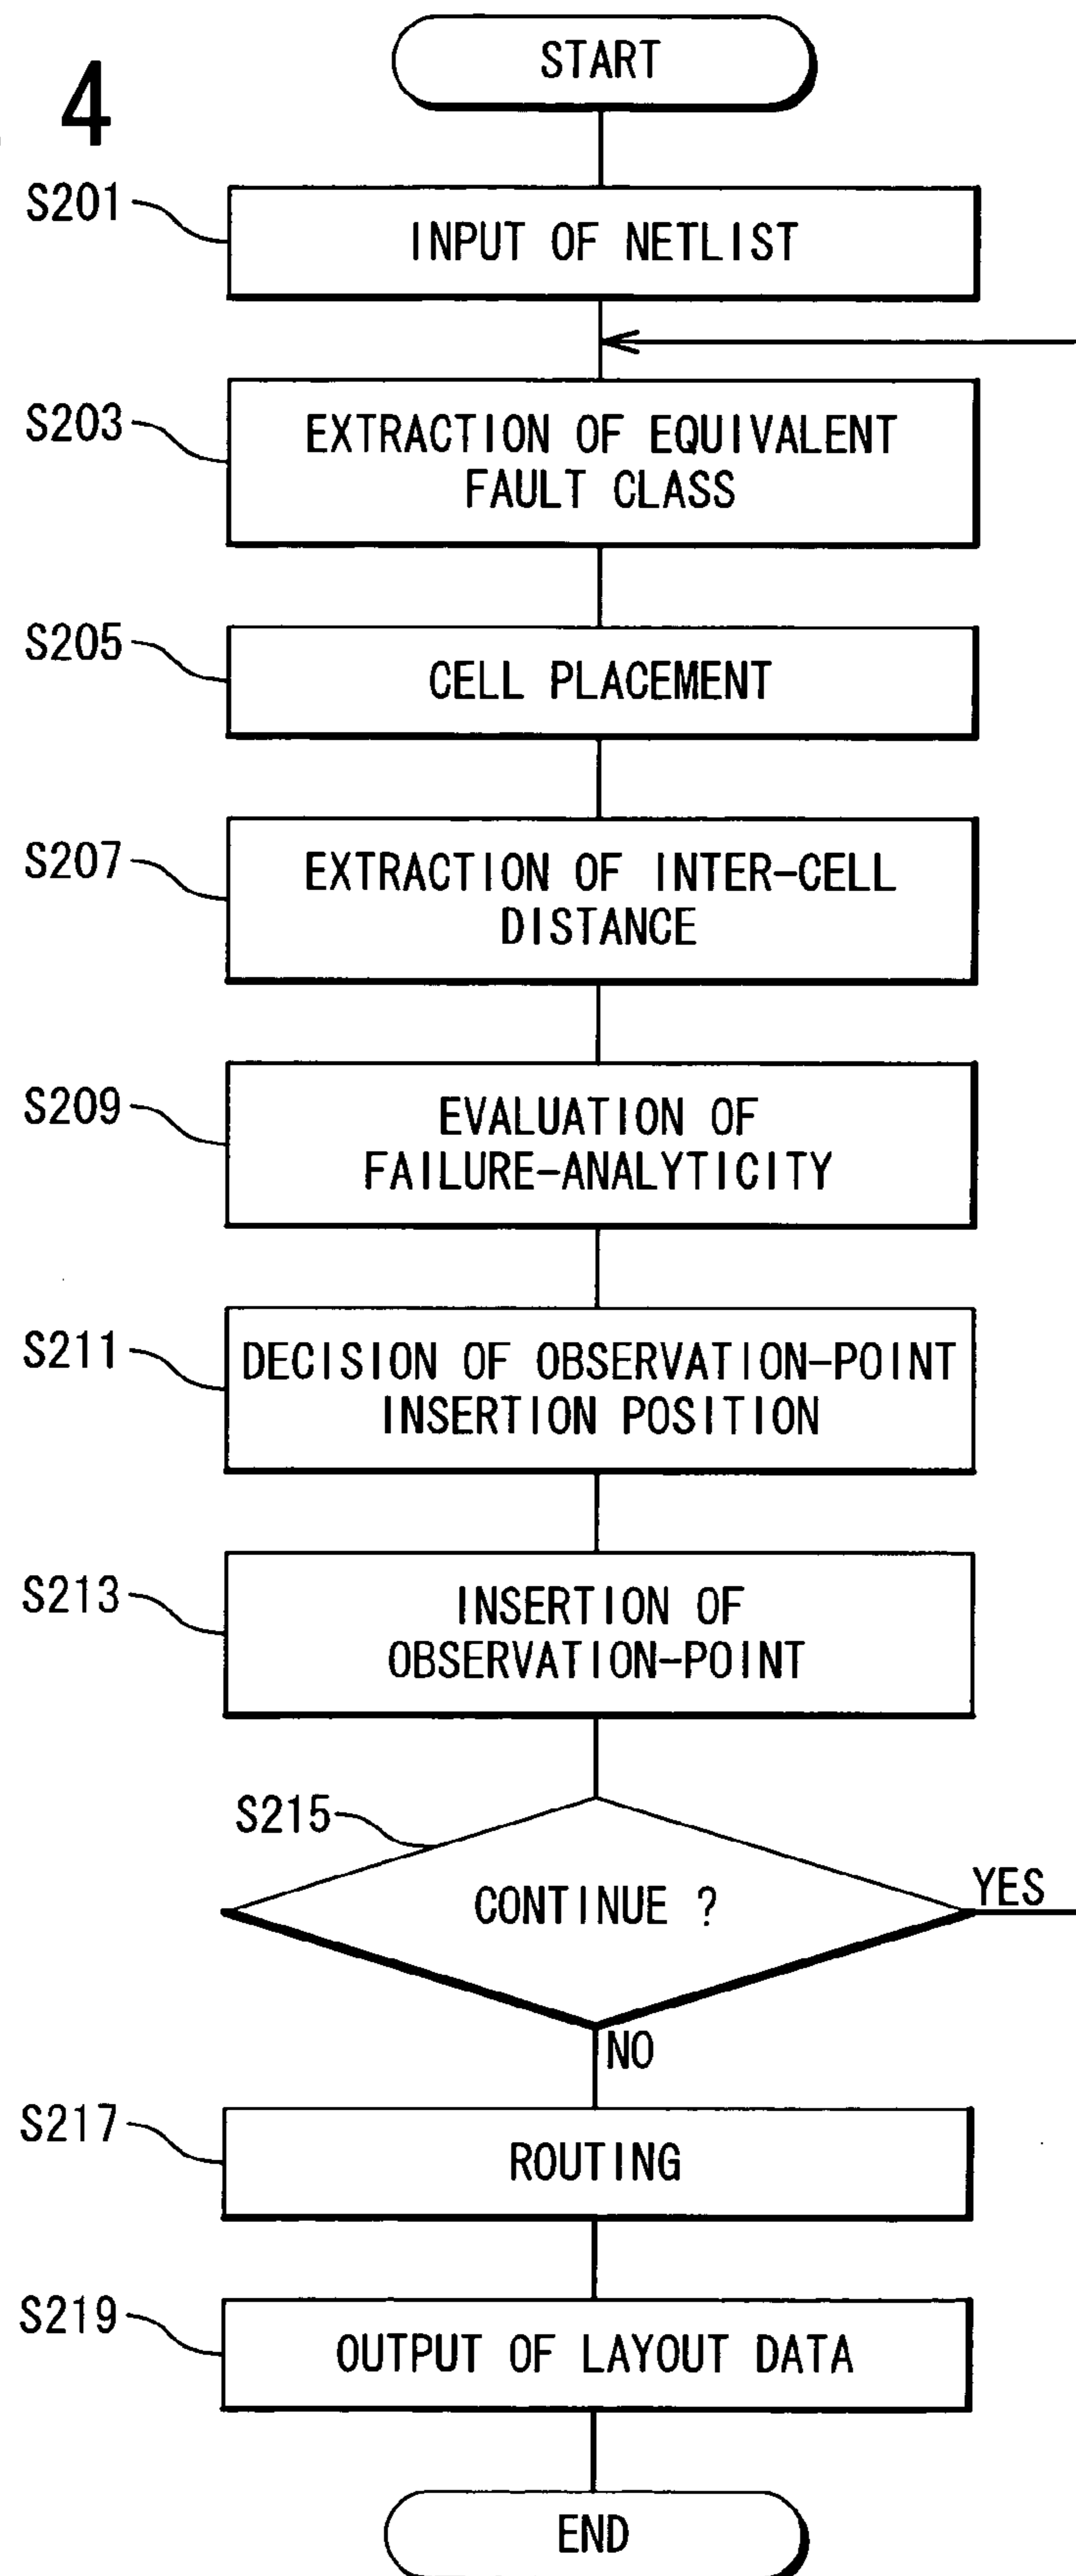 4
START
S201
INPUT OF NETLIST
S203
EXTRACTION OF EQUIVALENT
FAULT CLASS
S205
CELL PLACEMENT
S207
EXTRACTION OF INTER-CELL
DISTANCE
S209
EVALUATION OF
FAILURE-ANALYTICITY
S211
DECISION OF OBSERVATION-POINT
INSERTION POSITION
S213
INSERTION OF
OBSERVATION-POINT
S215
CONTINUE ?
YES
NO
S217
ROUTING
S219
OUTPUT OF LAYOUT DATA
END